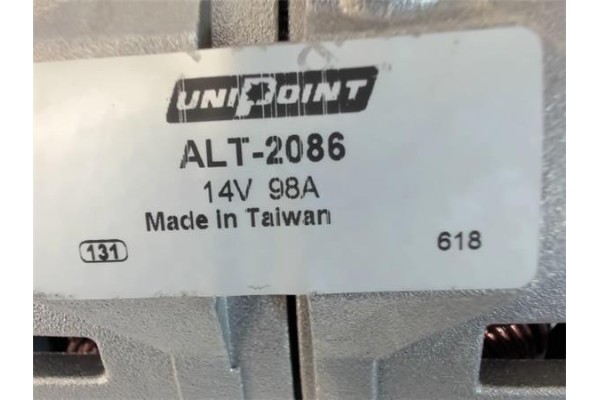 UNIPOINT
ALT-2086
14V 98A
Made in Taiwan
131
618